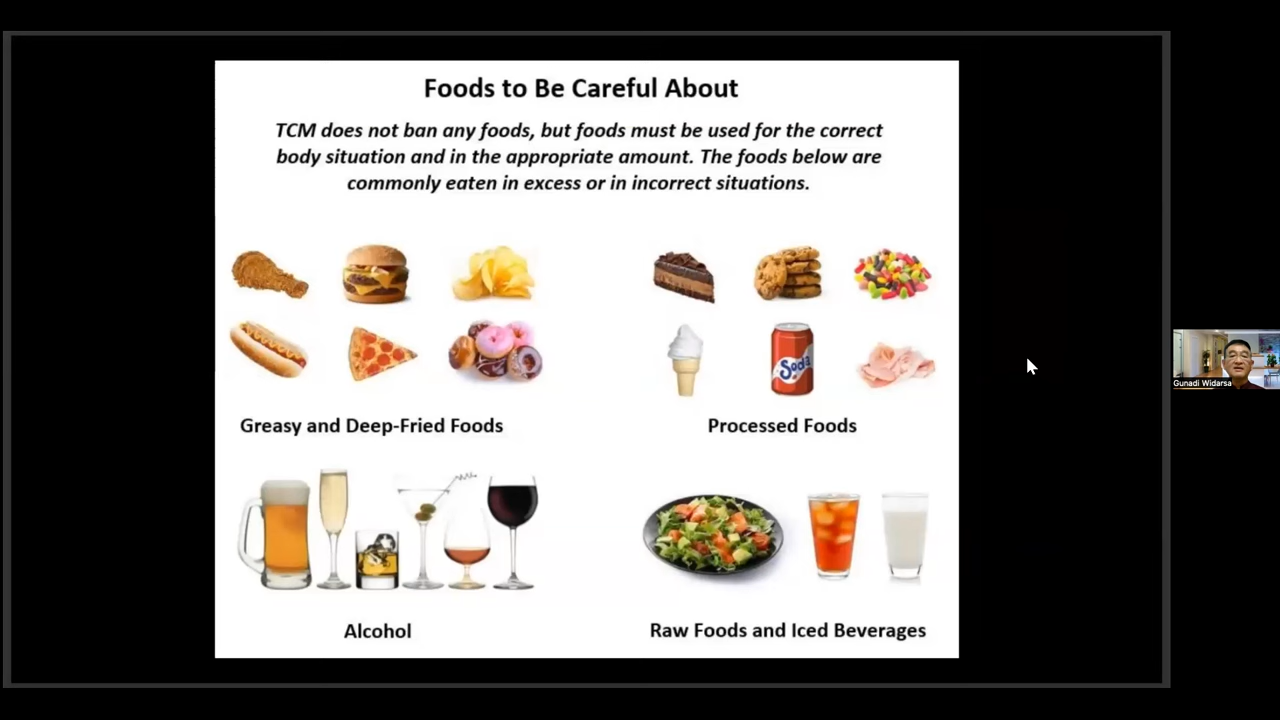 Foods to Be Careful About
TCM does not ban any foods, but foods must be used for the correct
body situation and in the appropriate amount. The foods below are
commonly eaten in excess or in incorrect situations.
Soda
Greasy and Deep-Fried Foods
Processed Foods
Alcohol
Raw Foods and Iced Beverages
Gunadi Widarsa